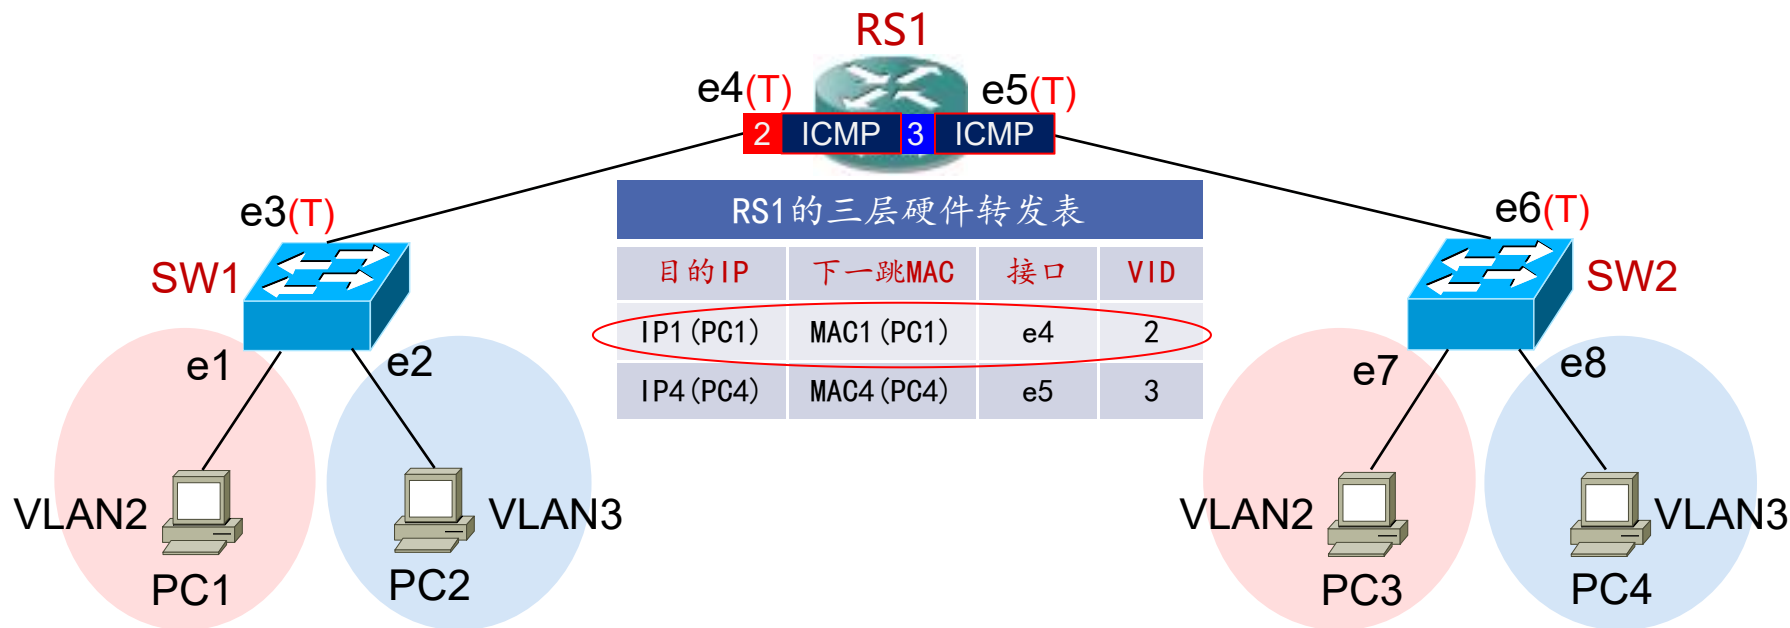 RS1
e4(T)
e5(T)
2 ICMP 3 ICMP
e3(T)
e6(T)
SW1
SW2
RS1的三层硬件转发表
目的IP 下一跳MAC 接口 VID
IP1(PC1) MAC1(PC1) e4 2
IP4(PC4) MAC4(PC4) e5 3
e1
e2
e7
e8
VLAN2
VLAN3
VLAN2
VLAN3
PC1
PC2
PC3
PC4